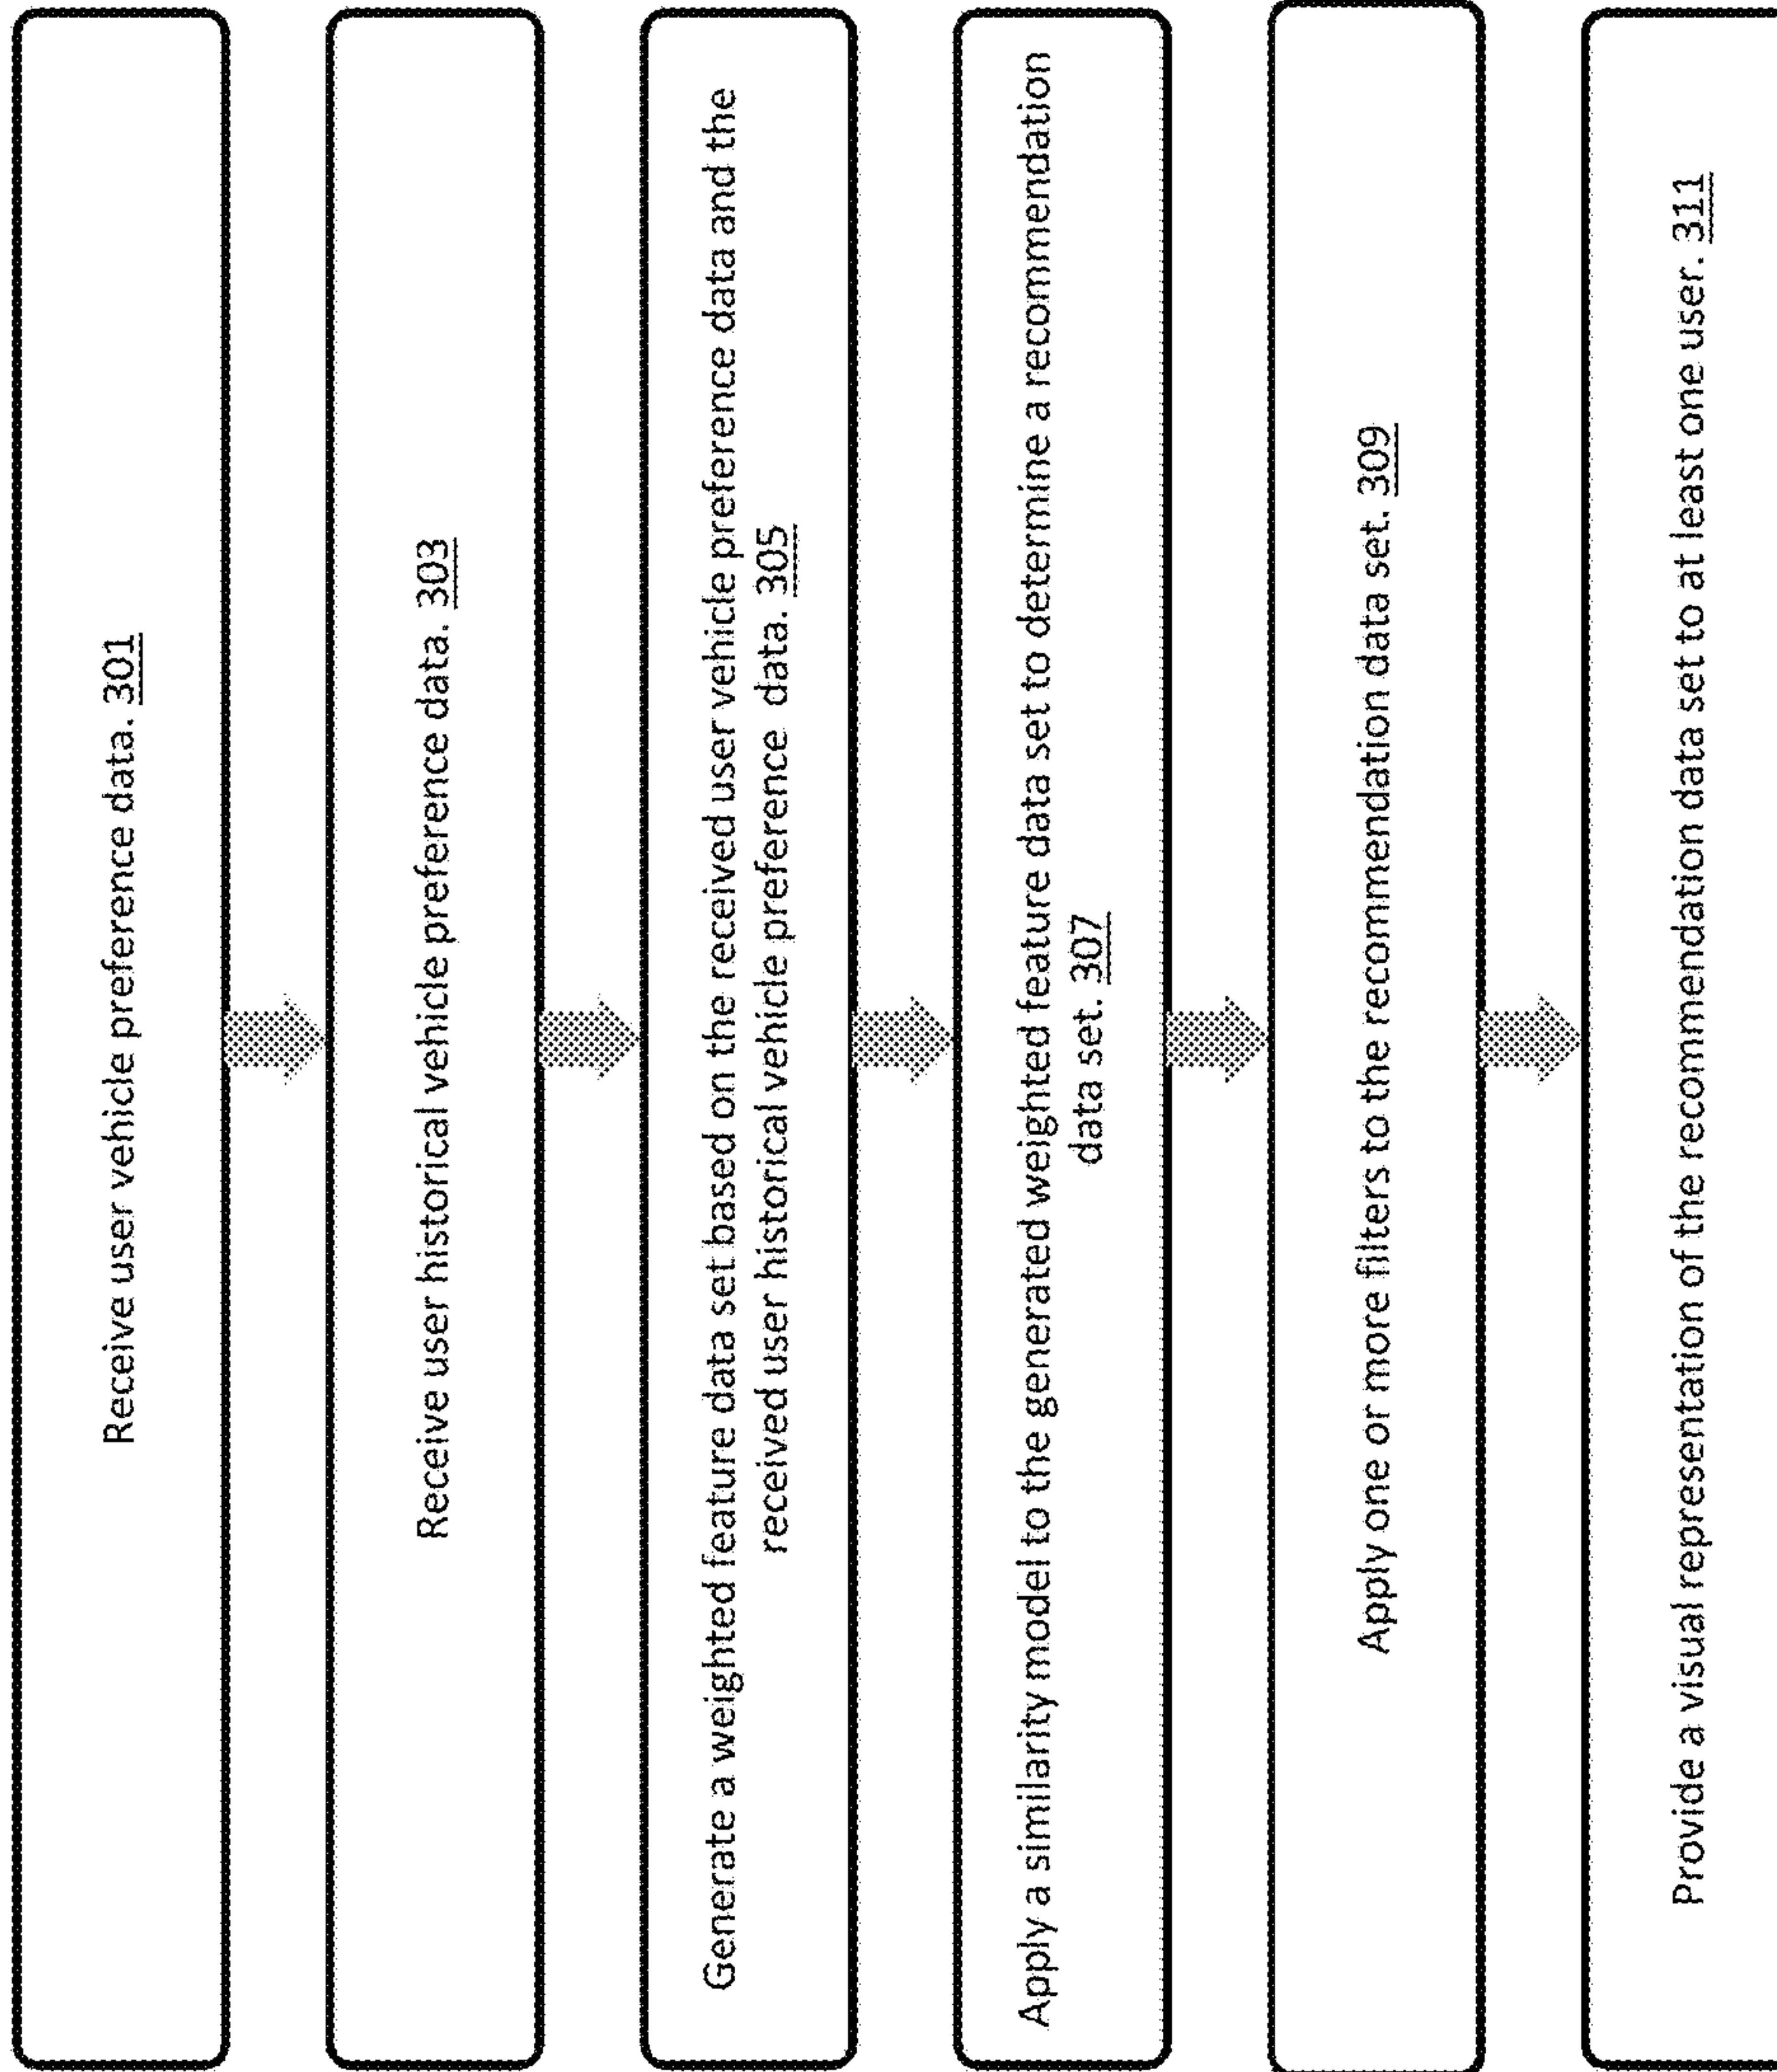 Receive user vehicle preference data. 301
Receive user historical vehicle preference data. 303
Generate a weighted feature data set based on the received user vehicle preference data and the
received user historical vehicle preference data. 305
Apply a similarity model to the generated weighted feature data set to determine a recommendation
data set. 307
Apply one or more filters to the recommendation data set. 309
Provide a visual representation of the recommendation data set to at least one user. 311